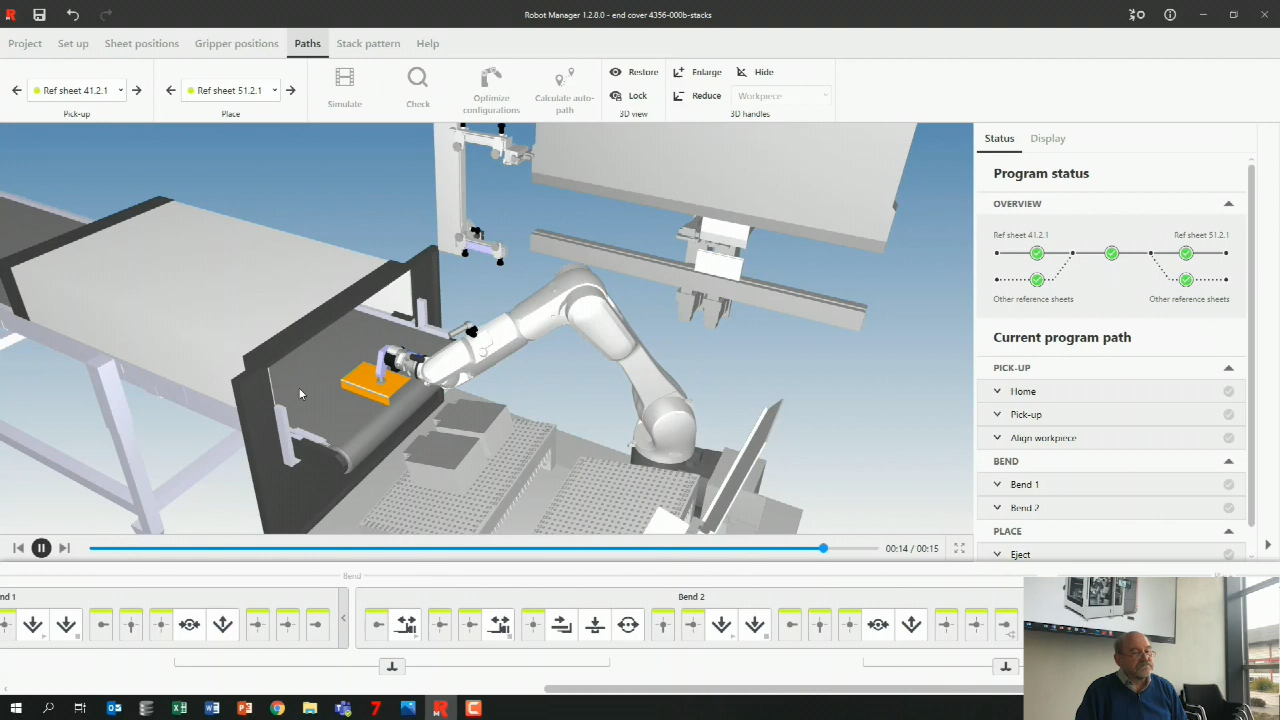 Robot Manager 1.2.8.0 - end cover 4356-000b-stacks
Project Set up Sheet positions Gripper positions Paths Stack pattern Help
Ref sheet 41.2.1
Pick-up
Ref sheet 51.2.1
Place
Simulate
Check
Optimize
configurations
Calculate auto-
path
Restore
Lock
3D view
Enlarge
Hide
Reduce
Workpiece
3D handles
Status Display
Program status
OVERVIEW
Ref sheet 41.2.1 Ref sheet 51.2.1
Other reference sheets Other reference sheets
Current program path
PICK-UP
Home
Pick-up
Align workpiece
BEND
Bend 1
Bend 2
PLACE
Eject
00:14 / 00:15
Bend
nd 1
Bend 2